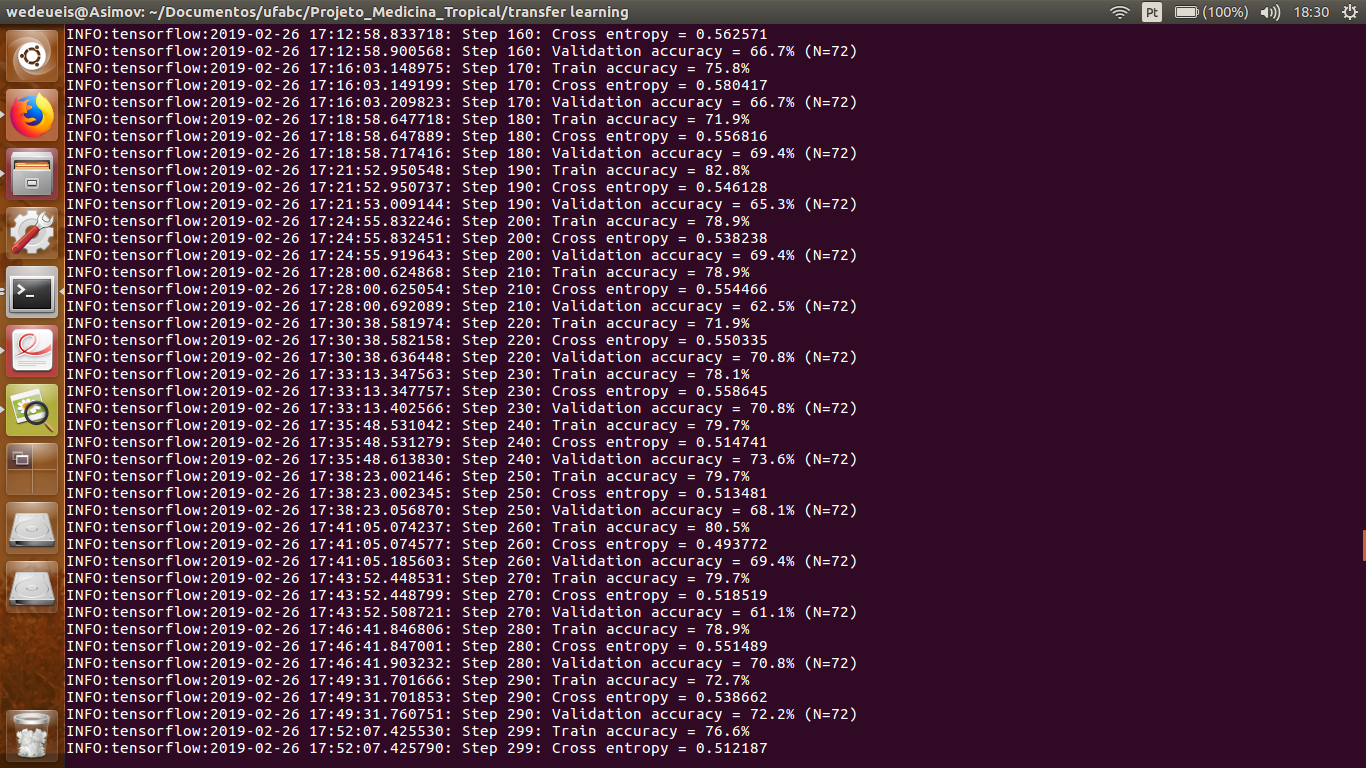 wedeueis@Asimov: ~/Documentos/ufabc/Projeto_Medicina_Tropical/transfer learning
Pt
(100%)
18:30
INFO:tensorflow:2019-02-26 17:12:58.833718: Step 160: Cross entropy = 0.562571
INFO:tensorflow:2019-02-26 17:12:58.900568: Step 160: Validation accuracy = 66.7% (N=72)
INFO:tensorflow:2019-02-26 17:16:03.148975: Step 170: Train accuracy = 75.8%
INFO:tensorflow:2019-02-26 17:16:03.149199: Step 170: Cross entropy = 0.580417
INFO:tensorflow:2019-02-26 17:16:03.209823: Step 170: Validation accuracy = 66.7% (N=72)
INFO:tensorflow:2019-02-26 17:18:58.647718: Step 180: Train accuracy = 71.9%
INFO:tensorflow:2019-02-26 17:18:58.647889: Step 180: Cross entropy = 0.556816
INFO:tensorflow:2019-02-26 17:18:58.717416: Step 180: Validation accuracy = 69.4% (N=72)
INFO:tensorflow:2019-02-26 17:21:52.950548: Step 190: Train accuracy = 82.8%
INFO:tensorflow:2019-02-26 17:21:52.950737: Step 190: Cross entropy = 0.546128
INFO:tensorflow:2019-02-26 17:21:53.009144: Step 190: Validation accuracy = 65.3% (N=72)
INFO:tensorflow:2019-02-26 17:24:55.832246: Step 200: Train accuracy = 78.9%
INFO:tensorflow:2019-02-26 17:24:55.832451: Step 200: Cross entropy = 0.538238
INFO:tensorflow:2019-02-26 17:24:55.919643: Step 200: Validation accuracy = 69.4% (N=72)
INFO:tensorflow:2019-02-26 17:28:00.624868: Step 210: Train accuracy = 78.9%
INFO:tensorflow:2019-02-26 17:28:00.625054: Step 210: Cross entropy = 0.554466
INFO:tensorflow:2019-02-26 17:28:00.692089: Step 210: Validation accuracy = 62.5% (N=72)
INFO:tensorflow:2019-02-26 17:30:38.581974: Step 220: Train accuracy = 71.9%
INFO:tensorflow:2019-02-26 17:30:38.582158: Step 220: Cross entropy = 0.550335
INFO:tensorflow:2019-02-26 17:30:38.636448: Step 220: Validation accuracy = 70.8% (N=72)
INFO:tensorflow:2019-02-26 17:33:13.347563: Step 230: Train accuracy = 78.1%
INFO:tensorflow:2019-02-26 17:33:13.347757: Step 230: Cross entropy = 0.558645
INFO:tensorflow:2019-02-26 17:33:13.402566: Step 230: Validation accuracy = 70.8% (N=72)
INFO:tensorflow:2019-02-26 17:35:48.531042: Step 240: Train accuracy = 79.7%
INFO:tensorflow:2019-02-26 17:35:48.531279: Step 240: Cross entropy = 0.514741
INFO:tensorflow:2019-02-26 17:35:48.613830: Step 240: Validation accuracy = 73.6% (N=72)
INFO:tensorflow:2019-02-26 17:38:23.002146: Step 250: Train accuracy = 79.7%
INFO:tensorflow:2019-02-26 17:38:23.002345: Step 250: Cross entropy = 0.513481
INFO:tensorflow:2019-02-26 17:38:23.056870: Step 250: Validation accuracy = 68.1% (N=72)
INFO:tensorflow:2019-02-26 17:41:05.074237: Step 260: Train accuracy = 80.5%
INFO:tensorflow:2019-02-26 17:41:05.074577: Step 260: Cross entropy = 0.493772
INFO:tensorflow:2019-02-26 17:41:05.185603: Step 260: Validation accuracy = 69.4% (N=72)
INFO:tensorflow:2019-02-26 17:43:52.448531: Step 270: Train accuracy = 79.7%
INFO:tensorflow:2019-02-26 17:43:52.448799: Step 270: Cross entropy = 0.518519
INFO:tensorflow:2019-02-26 17:43:52.508721: Step 270: Validation accuracy = 61.1% (N=72)
INFO:tensorflow:2019-02-26 17:46:41.846806: Step 280: Train accuracy = 78.9%
INFO:tensorflow:2019-02-26 17:46:41.847001: Step 280: Cross entropy = 0.551489
INFO:tensorflow:2019-02-26 17:46:41.903232: Step 280: Validation accuracy = 70.8% (N=72)
INFO:tensorflow:2019-02-26 17:49:31.701666: Step 290: Train accuracy = 72.7%
INFO:tensorflow:2019-02-26 17:49:31.701853: Step 290: Cross entropy = 0.538662
INFO:tensorflow:2019-02-26 17:49:31.760751: Step 290: Validation accuracy = 72.2% (N=72)
INFO:tensorflow:2019-02-26 17:52:07.425530: Step 299: Train accuracy = 76.6%
INFO:tensorflow:2019-02-26 17:52:07.425790: Step 299: Cross entropy = 0.512187